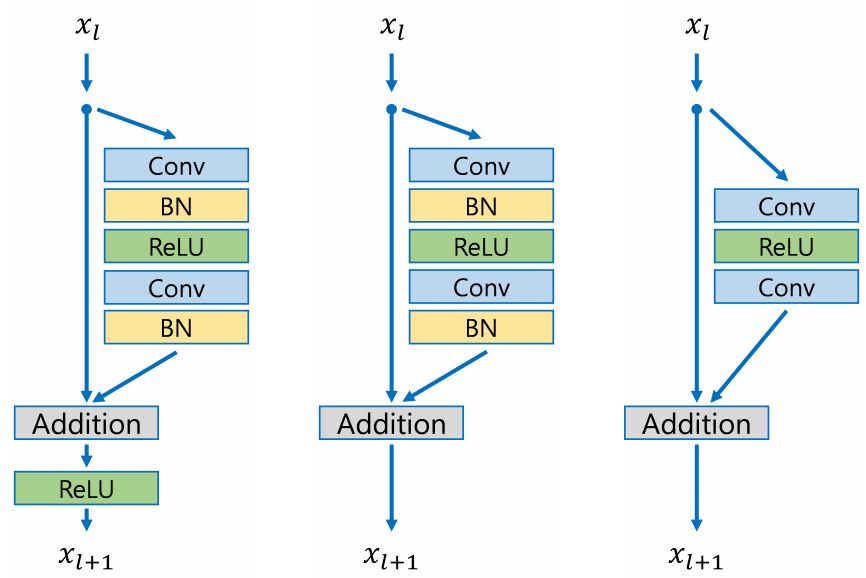 x_l
Conv
BN
ReLU
Conv
BN
Addition
ReLU
x_{l+1}
x_l
Conv
BN
ReLU
Conv
BN
Addition
x_{l+1}
x_l
Conv
ReLU
Conv
Addition
x_{l+1}